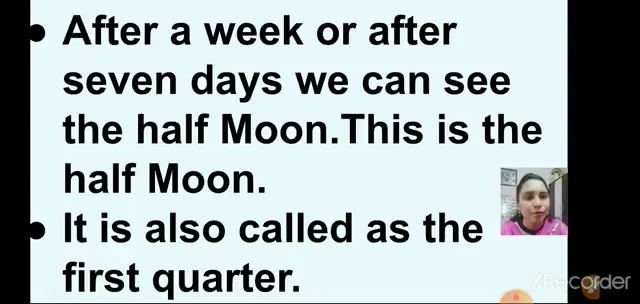 • After a week or after
seven days we can see
the half Moon.This is the
half Moon.
• It is also called as the
first quarter.
XRecorder